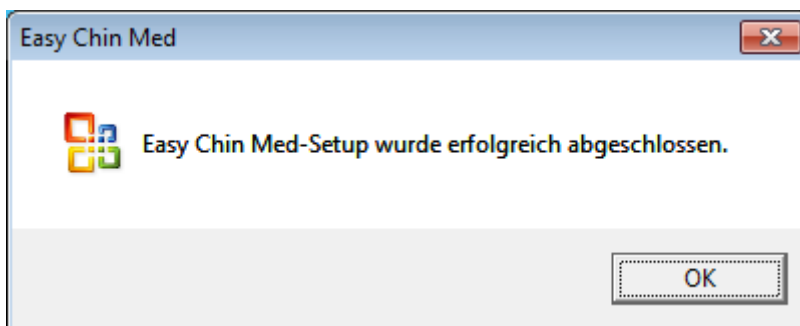 Easy Chin Med
Easy Chin Med-Setup wurde erfolgreich abgeschlossen.
OK